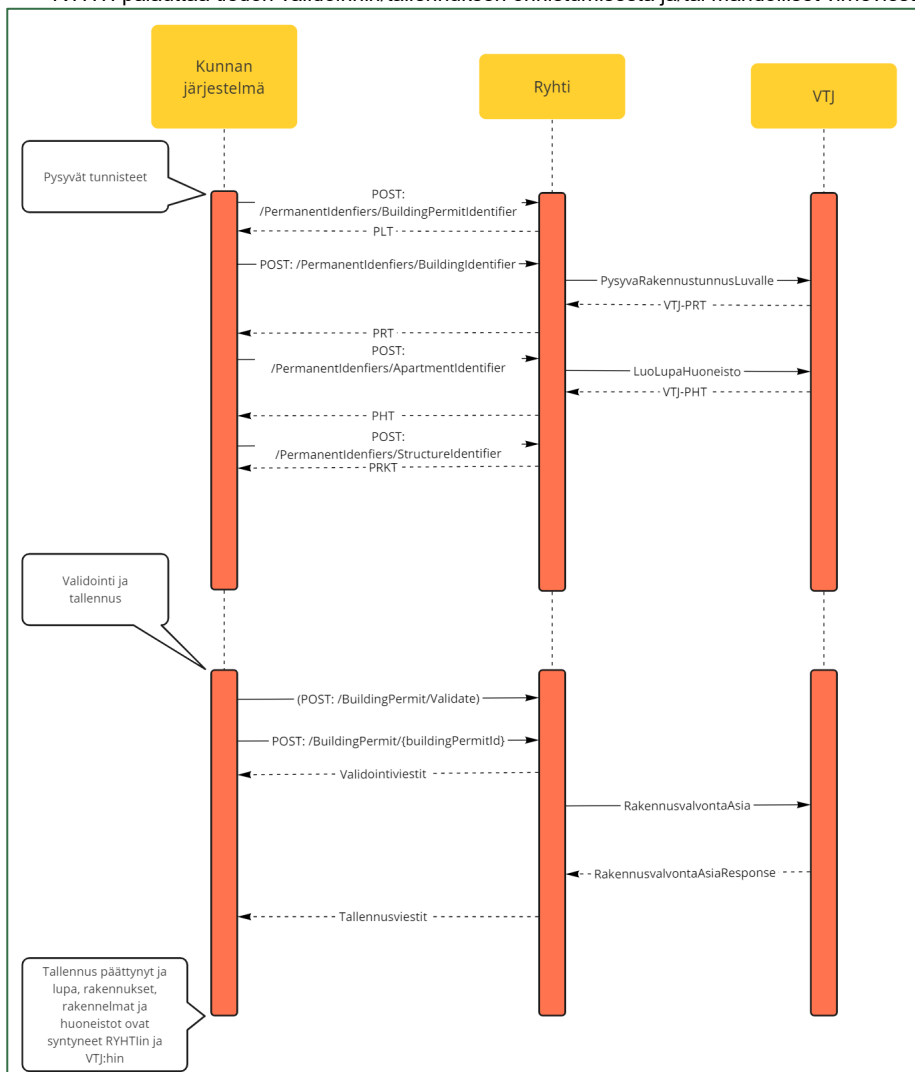 Kunnan
järjestelmä
Ryhti
VTJ
Pysyvät tunnisteet
POST:
/PermanentIdenfiers/BuildingPermitIdentifier
PLT
POST: /PermanentIdenfiers/BuildingIdentifier
PysyvaRakennustunnusLuvalle
VTJ-PRT
PRT
POST:
/PermanentIdenfiers/ApartmentIdentifier
LuoLupaHuoneisto
VTJ-PHT
PHT
POST:
/PermanentIdenfiers/StructureIdentifier
PRKT
Validointi ja
tallennus
(POST: /BuildingPermit/Validate)
POST: /BuildingPermit/{buildingPermitId}
Validointiviestit
RakennusvalvontaAsia
RakennusvalvontaAsiaResponse
Tallennusviestit
Tallennus päättynyt ja
lupa, rakennukset,
rakennelmat ja
huoneistot ovat
syntyneet RYHTIin ja
VTJ:hin